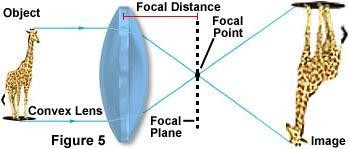 Object
Focal Distance
Focal
Point
Convex Lens
Focal
Plane
Figure 5
Image